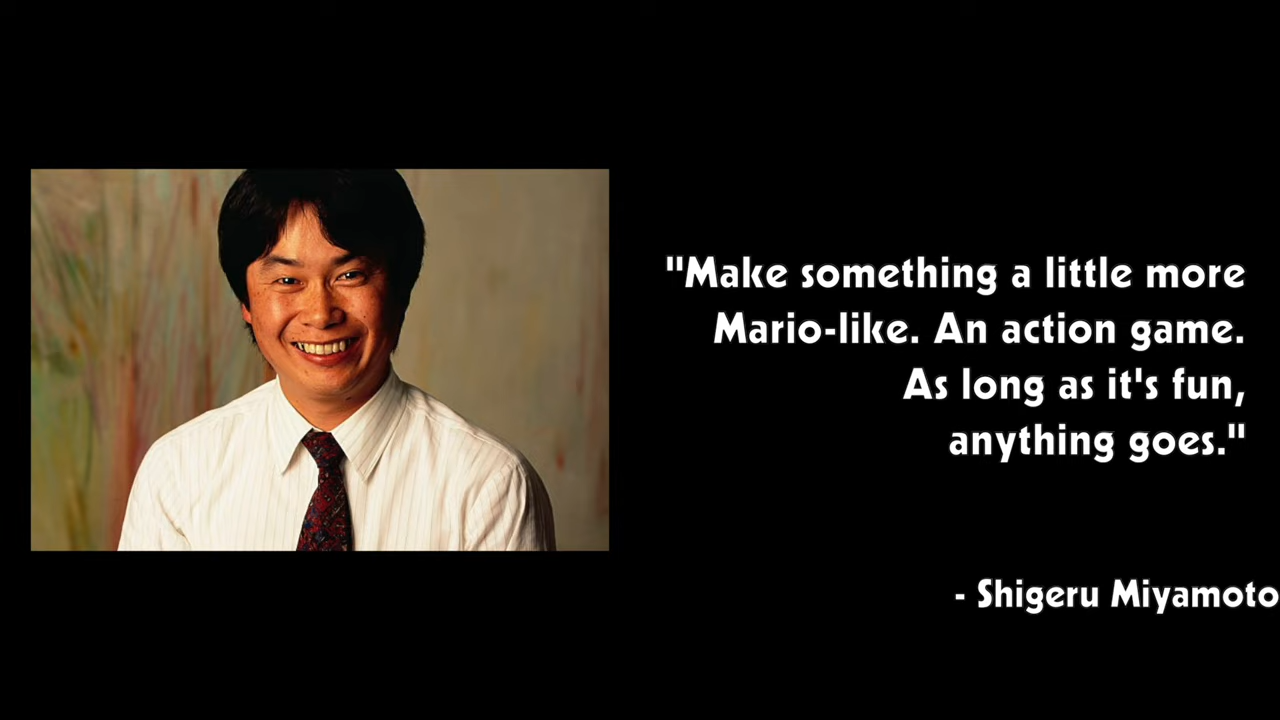 "Make something a little more
Mario-like. An action game.
As long as it's fun,
anything goes."
- Shigeru Miyamoto